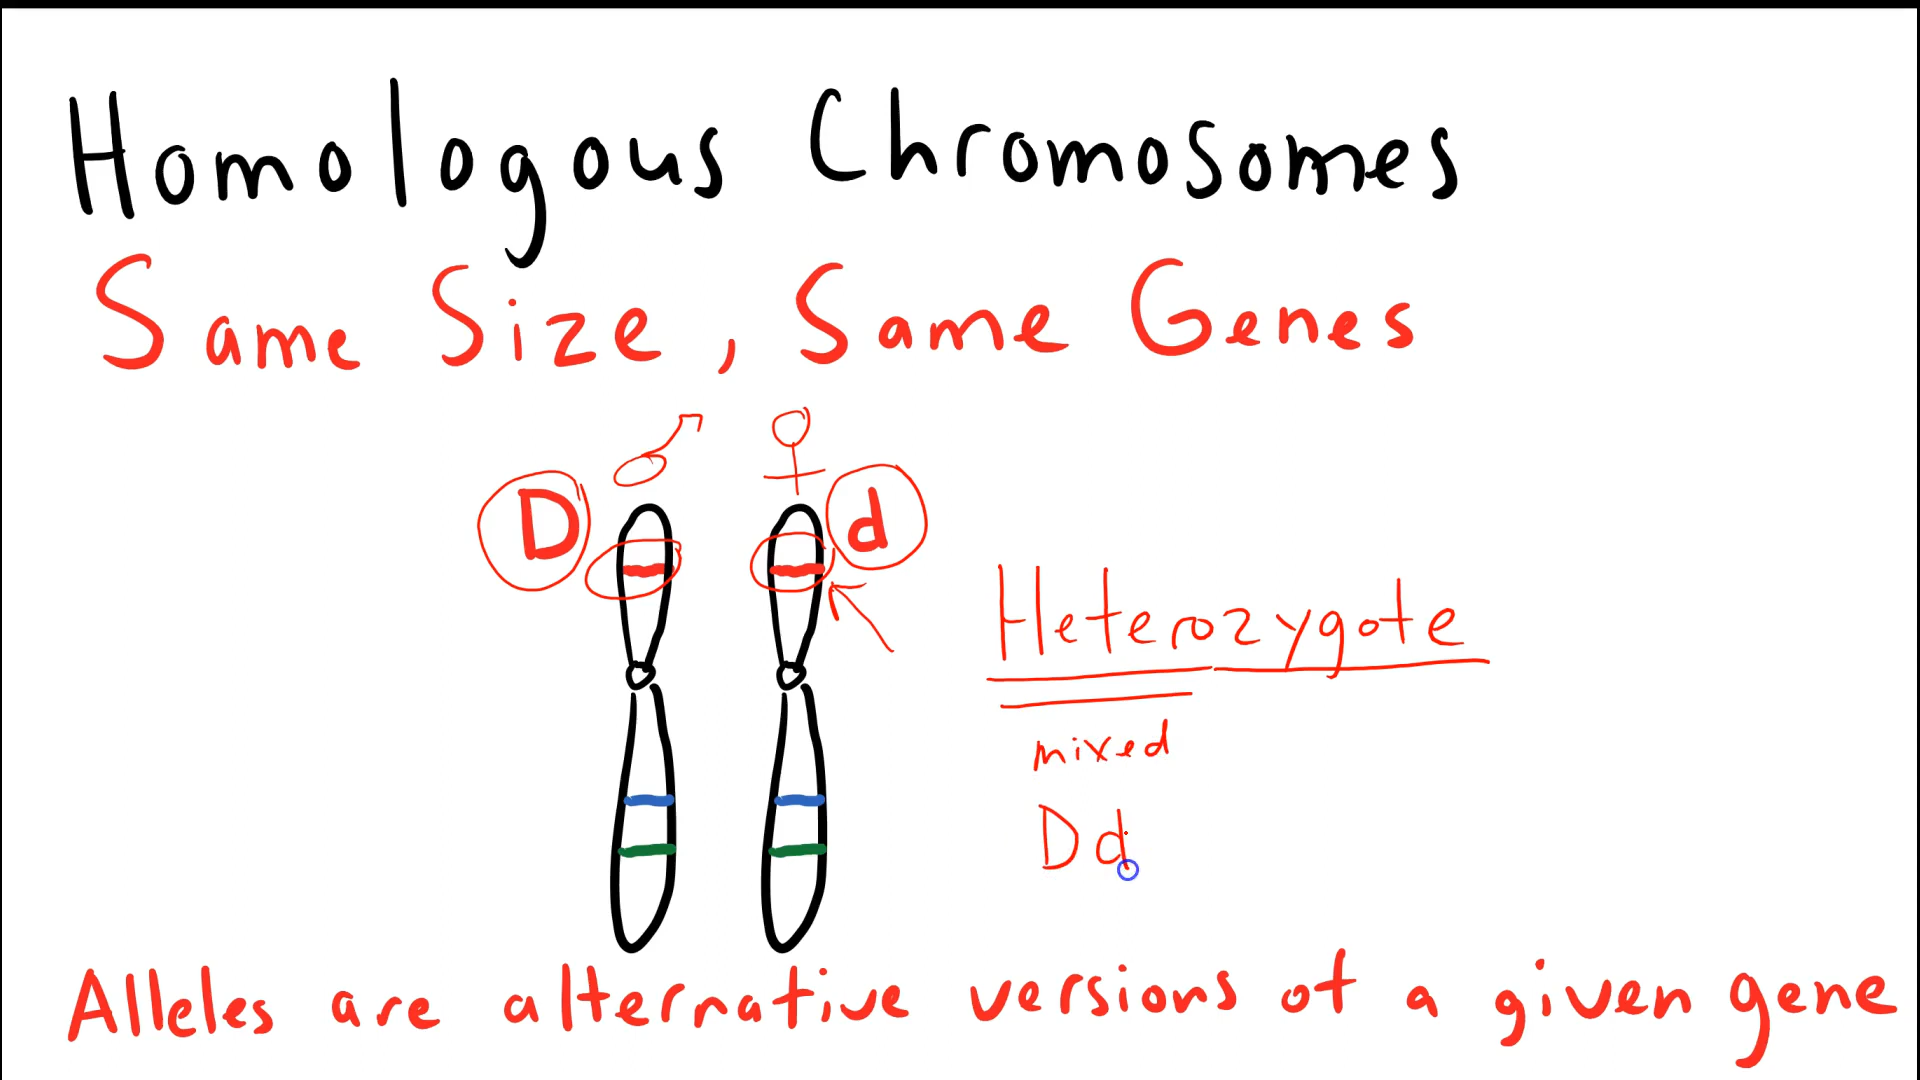 Homologous Chromosomes
Same Size, Same Genes
♂ ♀
D d
Heterozygote
mixed
Dd
Alleles are alternative versions of a given gene